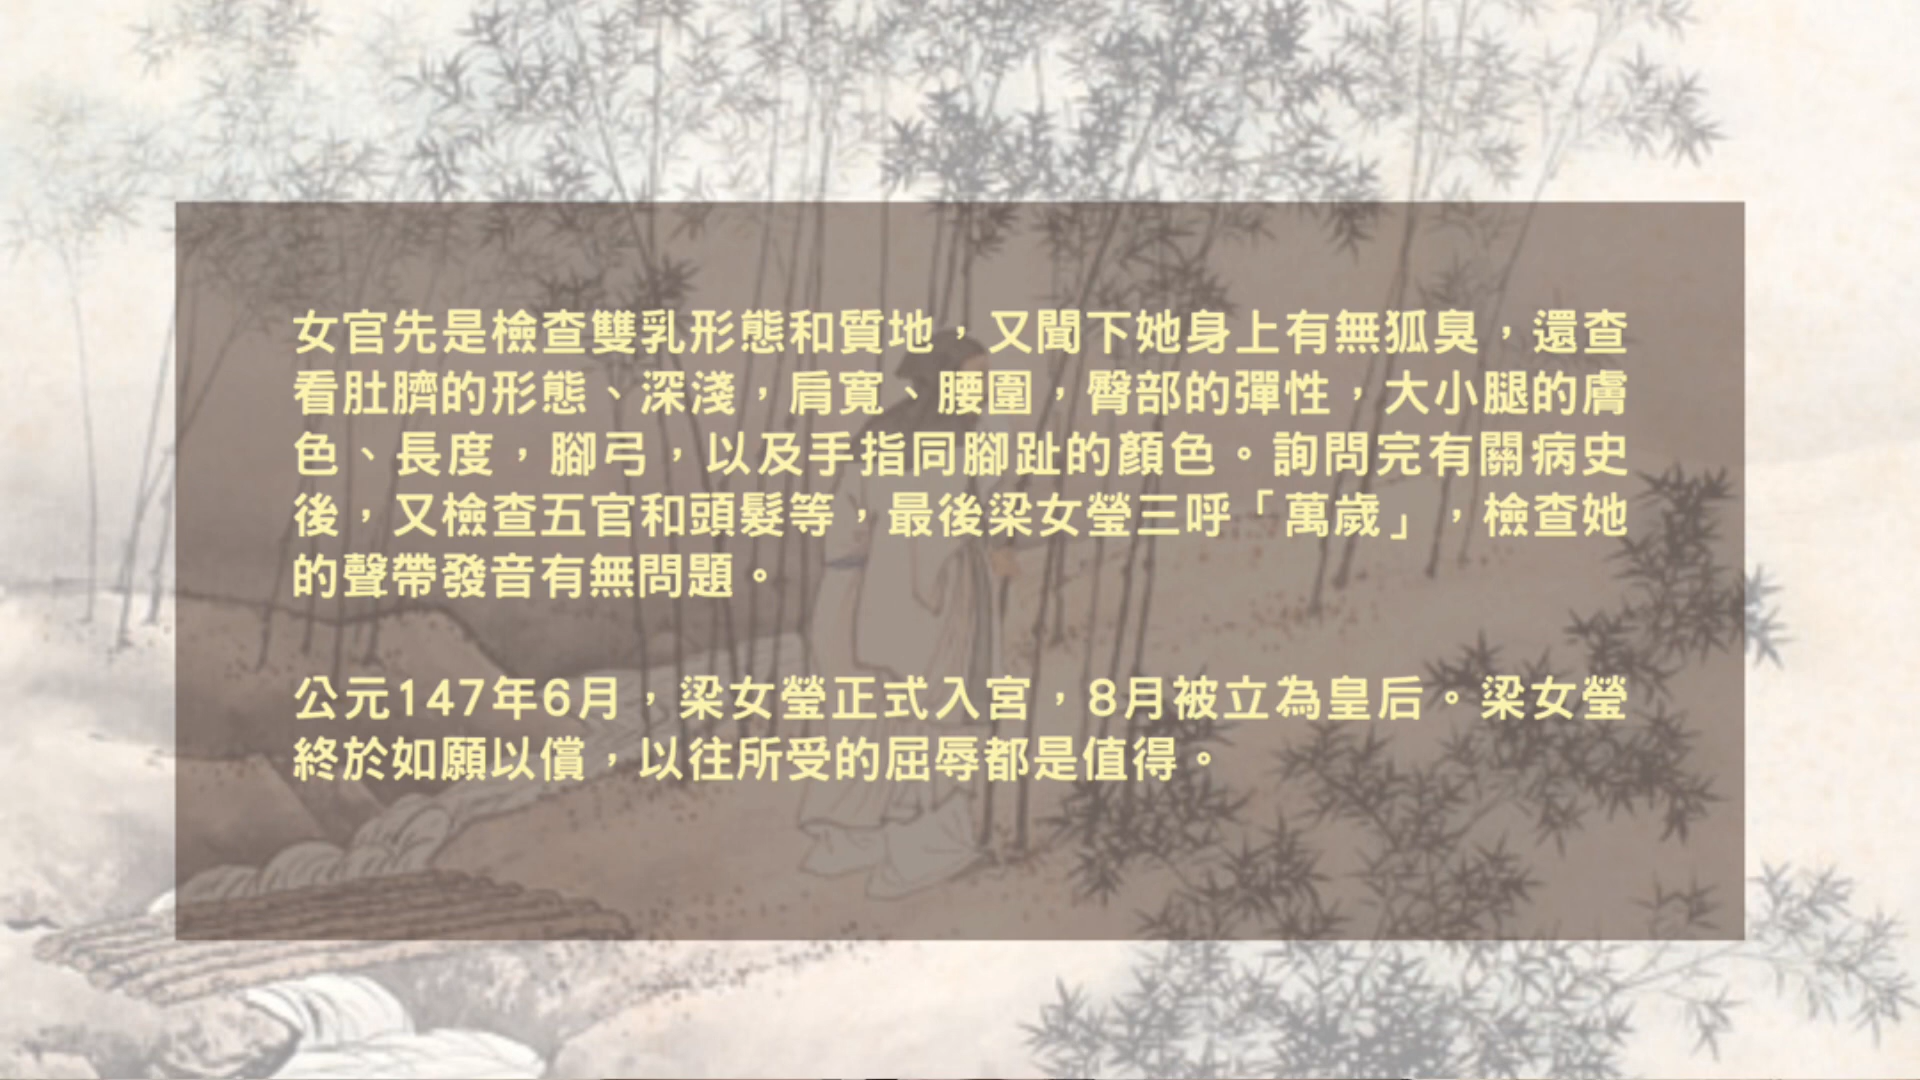 女官先是檢查雙乳形態和質地，又聞下她身上有無狐臭，還查
看肚臍的形態、深淺，肩寬、腰圍，臀部的彈性，大小腿的膚
色、長度，腳弓，以及手指同腳趾的顏色。詢問完有關病史
後，又檢查五官和頭髮等，最後梁女瑩三呼「萬歲」，檢查她
的聲帶發音有無問題。
公元147年6月，梁女瑩正式入宮，8月被立為皇后。梁女瑩
終於如願以償，以往所受的屈辱都是值得。